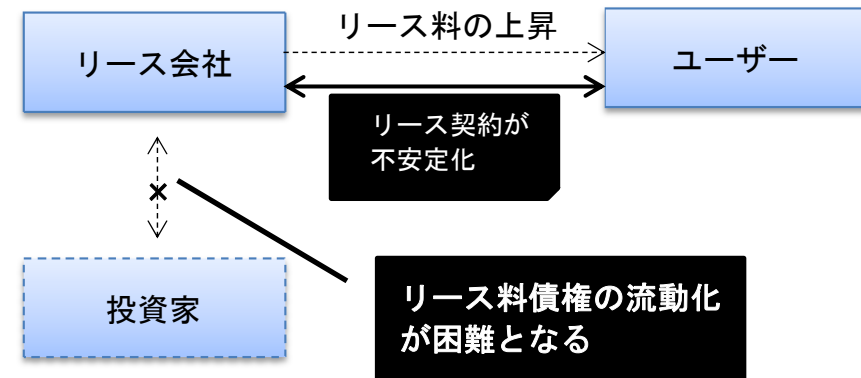 リース料の上昇
リース会社
ユーザー
リース契約が
不安定化
投資家
リース料債権の流動化
が困難となる